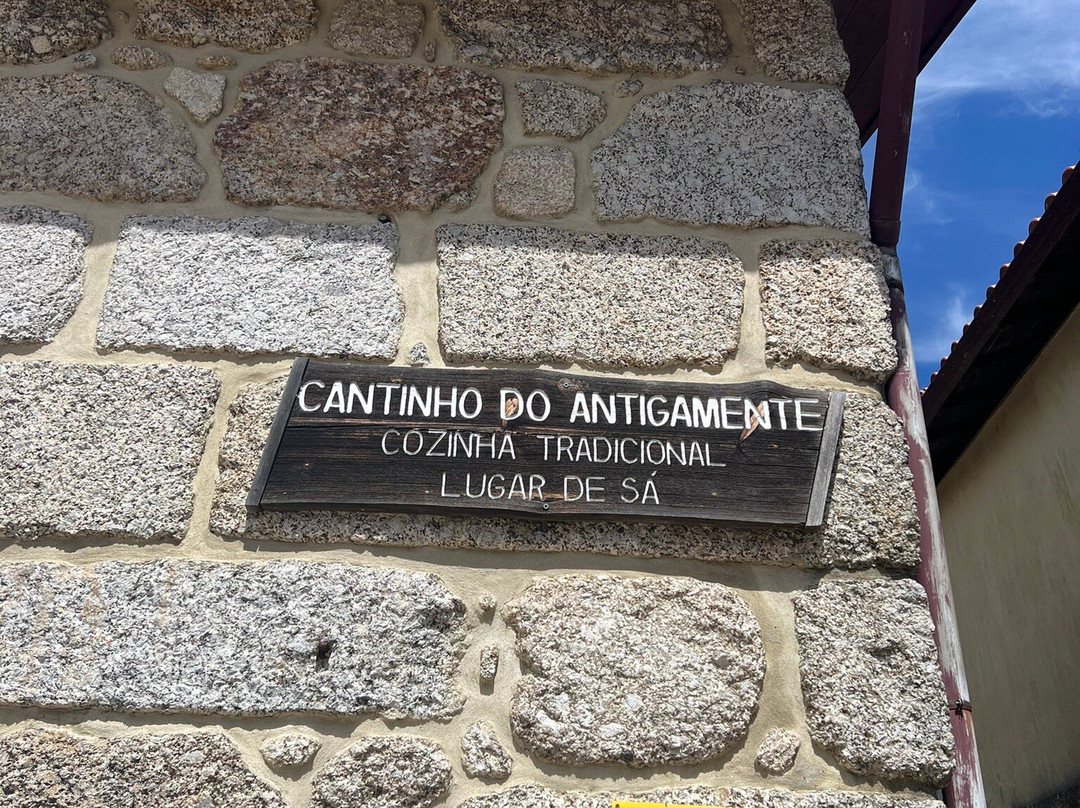 CANTINHO DO ANTIGAMENTE
COZINHA TRADICIONAL
LUGAR DE SÁ